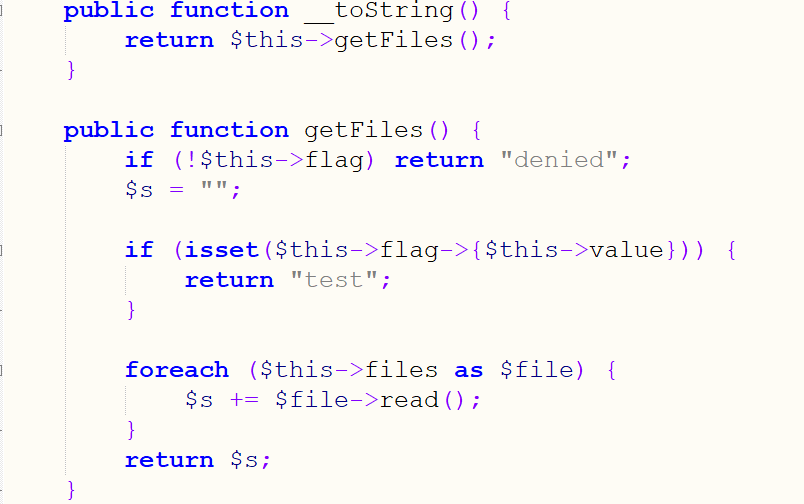 public function __toString() {
return $this->getFiles();
}
public function getFiles() {
if (!$this->flag) return "denied";
$s = "";
if (isset($this->flag->{$this->value})) {
return "test";
}
foreach ($this->files as $file) {
$s += $file->read();
}
return $s;
}